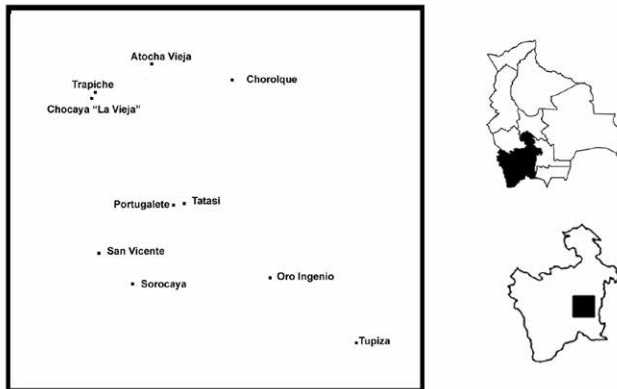 Atocha Vieja
Chorolque
Trapiche
Chocaya “La Vieja”
Portugalete
Tatasi
San Vicente
Sorocaya
Oro Ingenio
Tupiza